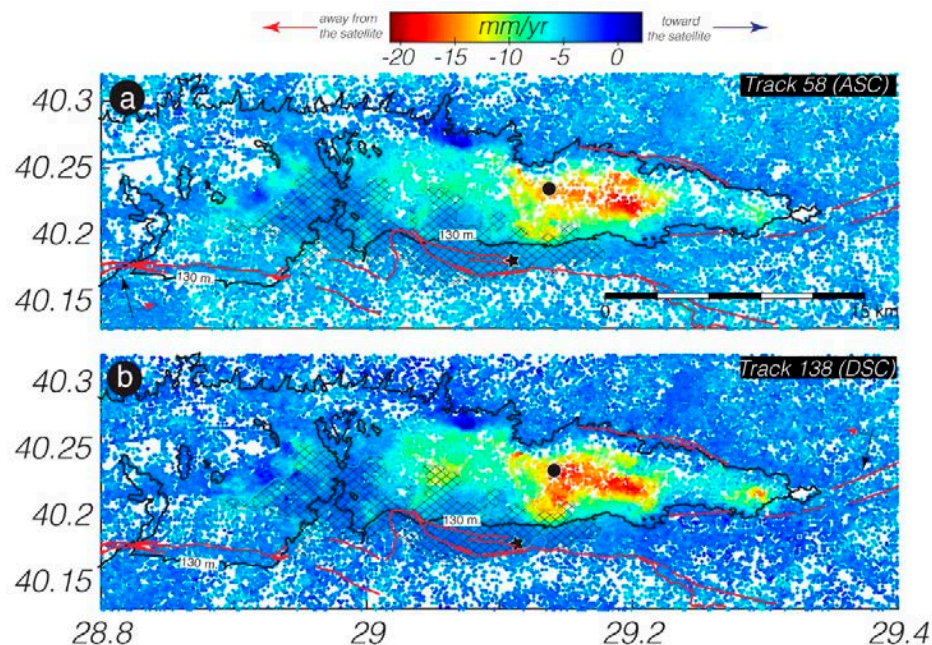 away from
the satellite
mm/yr
toward
the satellite
-20 -15 -10 -5 0
a
Track 58 (ASC)
40.3
40.25
40.2
40.15
130 m.
130 m.
0 15 km
b
Track 138 (DSC)
40.3
40.25
40.2
40.15
130 m.
130 m.
28.8 29 29.2 29.4